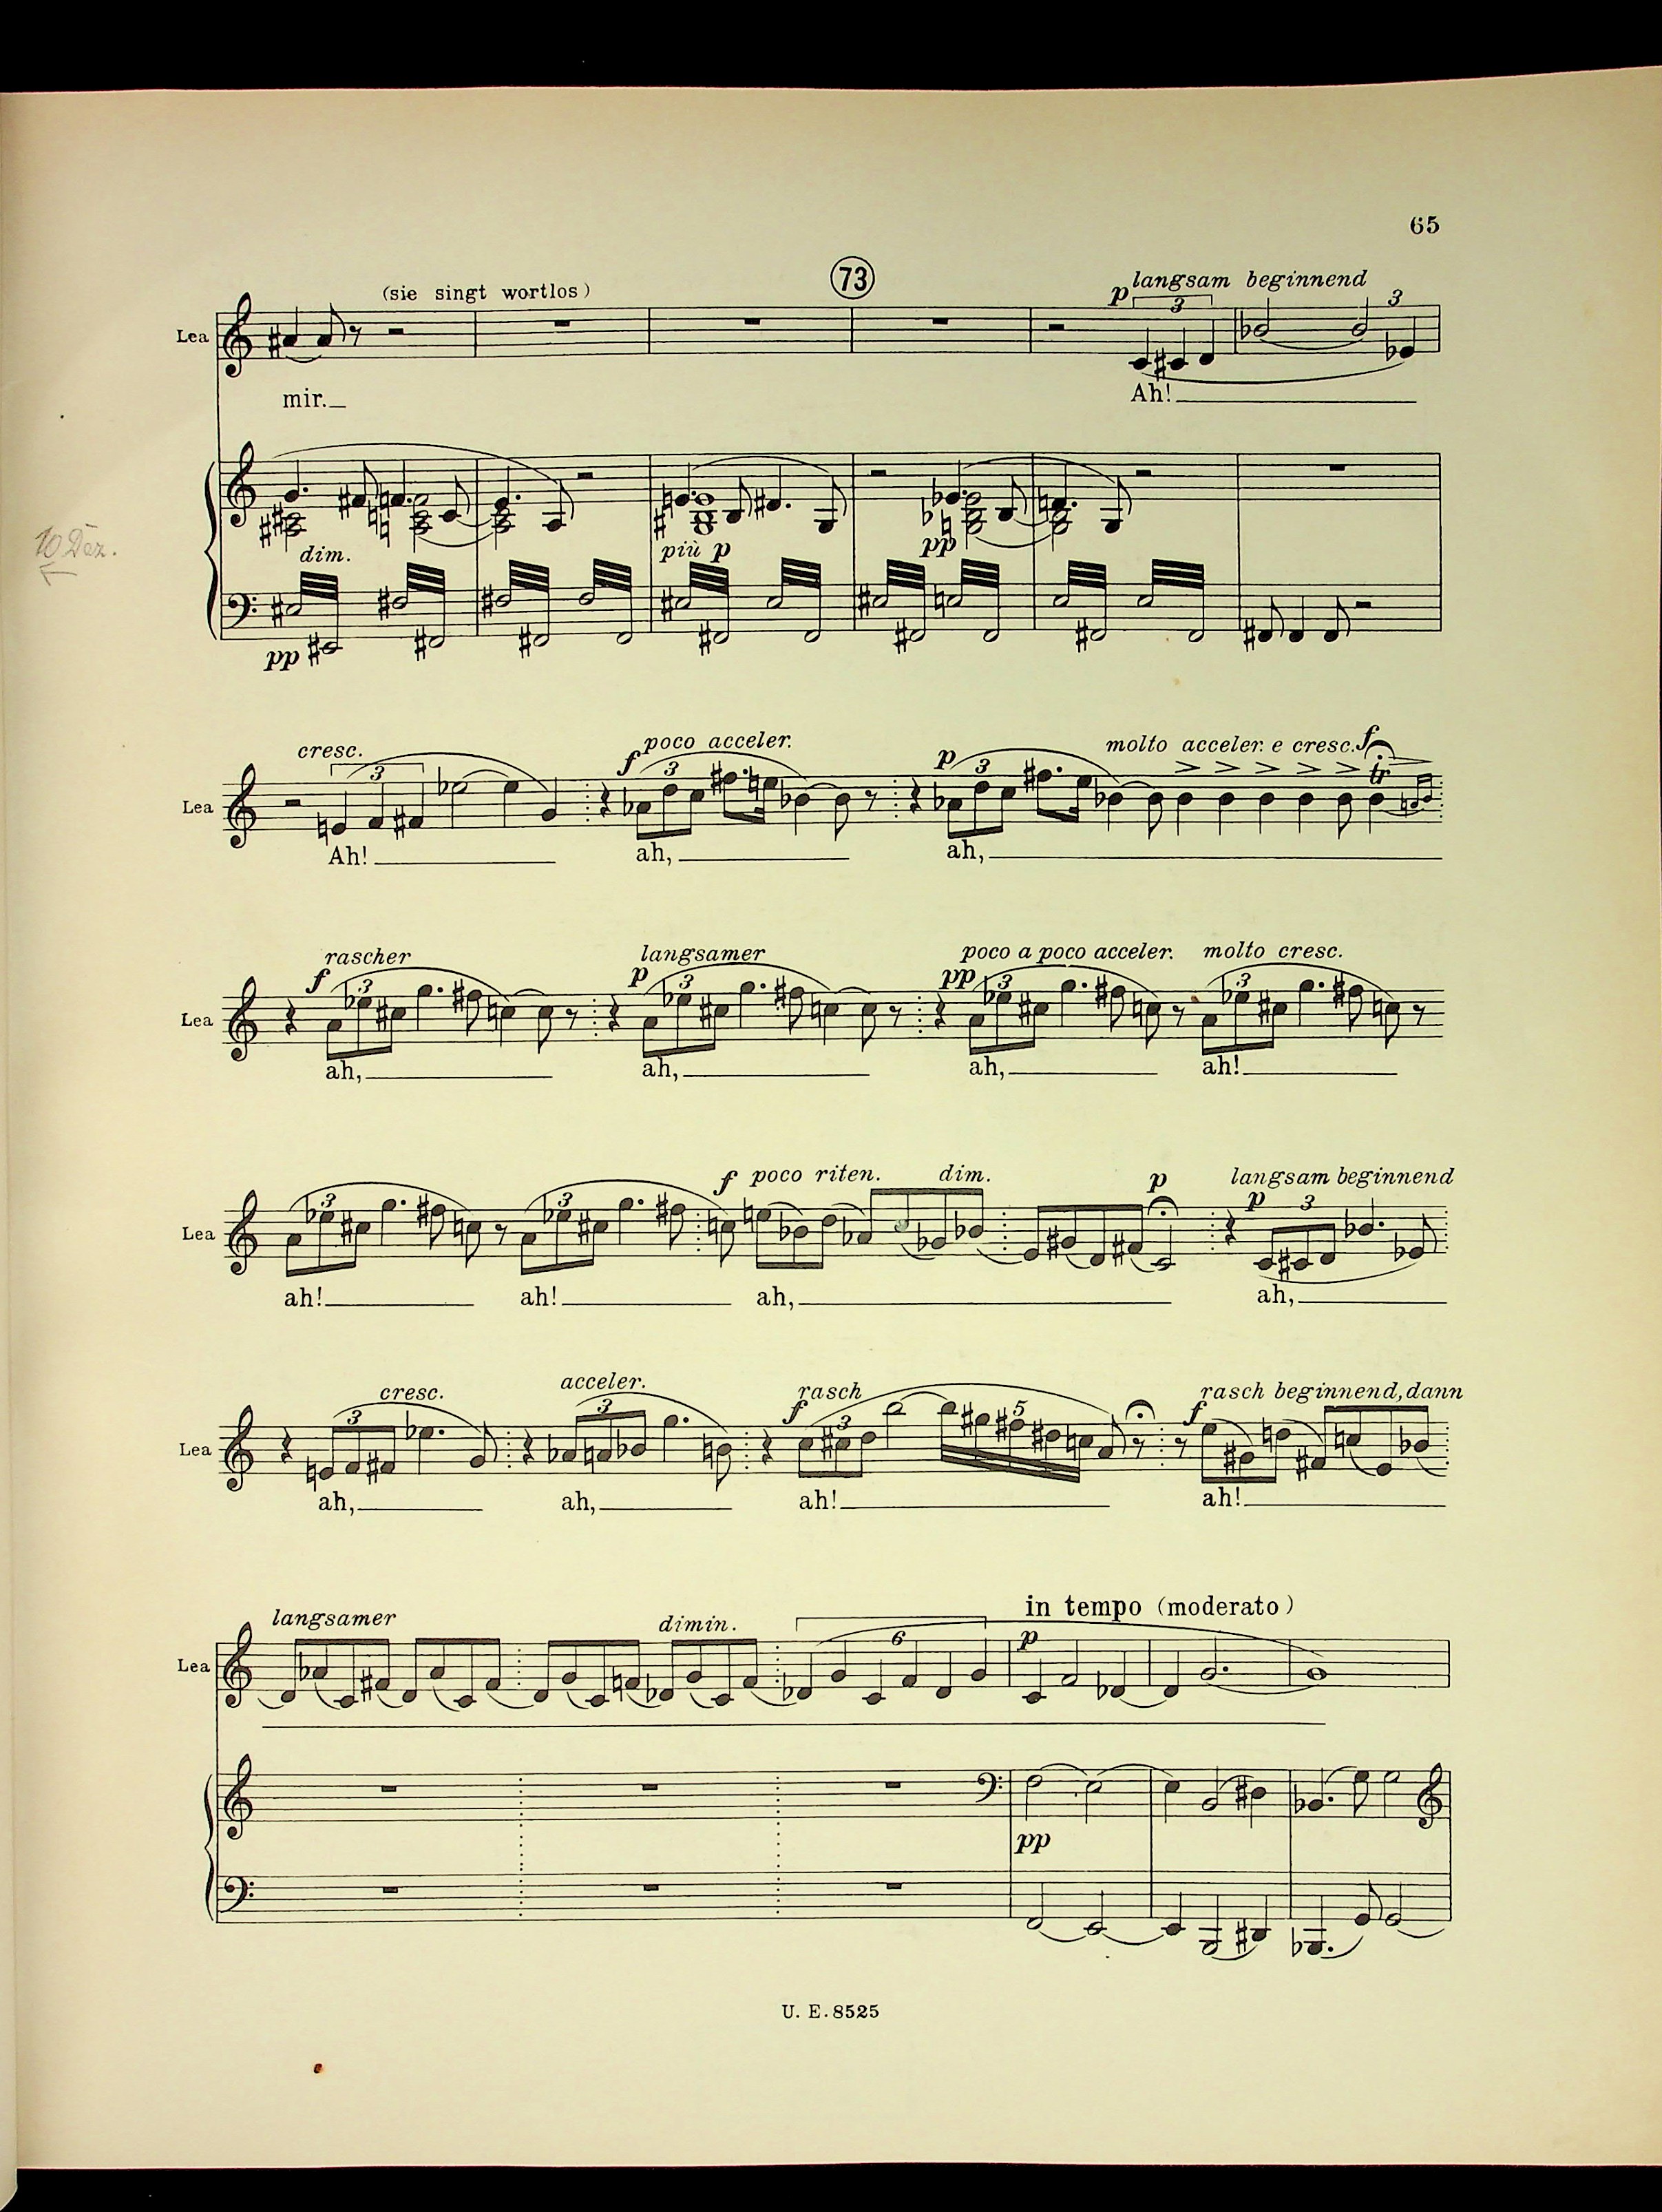 65
73
(sie singt wortlos)
p langsam beginnend
3 3
Lea
mir.
Ah!
10 Dez.
dim. più p pp
pp
cresc. f poco acceler. p molto acceler. e cresc. f
3 3 3 tr
Lea
Ah! ah, ah,
rascher langsamer poco a poco acceler. molto cresc.
f p pp
3 3 3 3
Lea
ah, ah, ah, ah!
f poco riten. dim. p langsam beginnend
p
3 3 3
Lea
ah! ah! ah, ah,
cresc. acceler. rasch rasch beginnend, dann
f f
3 3 3 5
Lea
ah, ah, ah! ah!
in tempo (moderato)
langsamer dimin.
6 p
Lea
pp
U. E. 8525